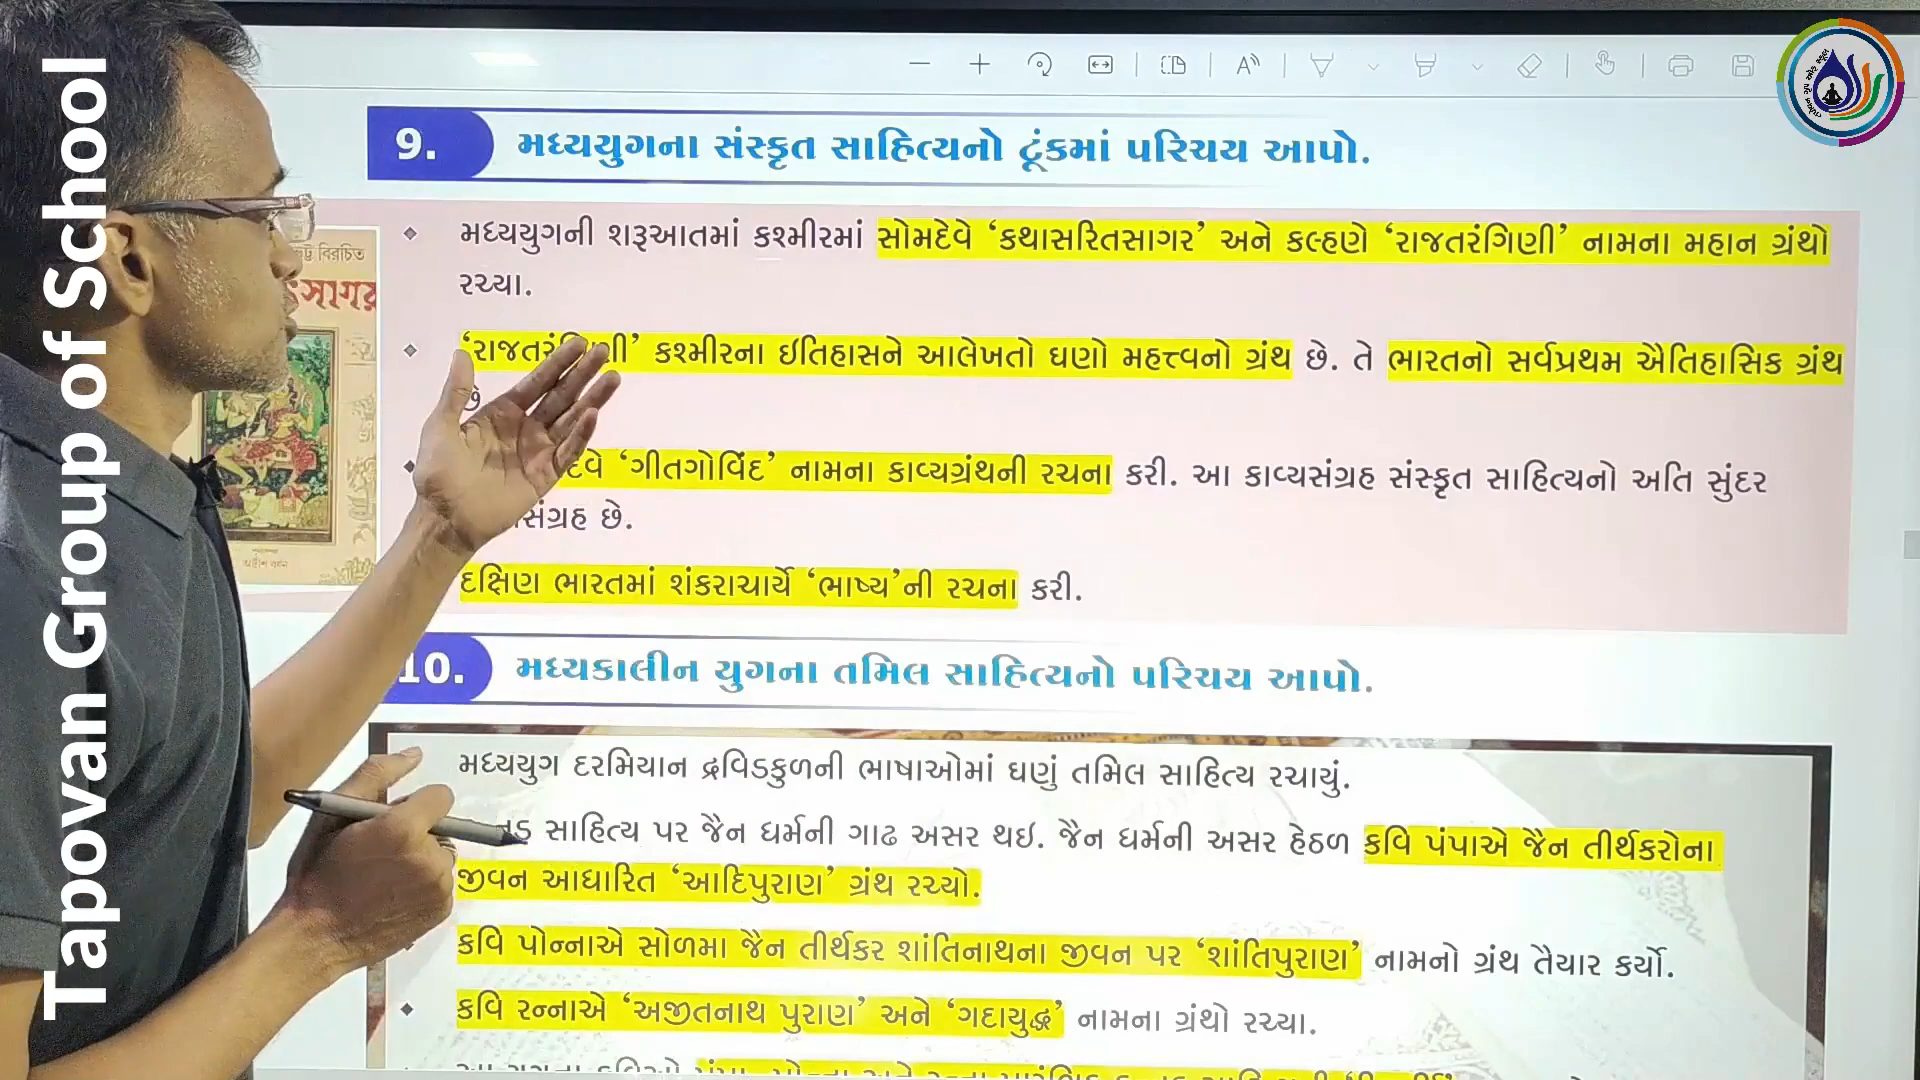 Tapovan Group of School
9. મધ્યયુગના સંસ્કૃત સાહિત્યનો ટૂંકમાં પરિચય આપો.
મધ્યયુગની શરૂઆતમાં કશ્મીરમાં સોમદેવે ‘કથાસરિતસાગર’ અને કલ્હણે ‘રાજતરંગિણી’ નામના મહાન ગ્રંથો
રચ્યા.
કશ્મીરના ઇતિહાસને આલેખતો ઘણો મહત્ત્વનો ગ્રંથ છે. તે ભારતનો સર્વપ્રથમ ઐતિહાસિક ગ્રંથ
છે
‘ગીતગોવિંદ’ નામના કાવ્યગ્રંથની રચના કરી. આ કાવ્યસંગ્રહ સંસ્કૃત સાહિત્યનો અતિ સુંદર
છે.
દક્ષિણ ભારતમાં શંકરાચાર્યે ‘ભાષ્ય’ની રચના કરી.
10. મધ્યકાલીન યુગના તમિલ સાહિત્યનો પરિચય આપો.
મધ્યયુગ દરમિયાન દ્રવિડકુળની ભાષાઓમાં ઘણું તમિલ સાહિત્ય રચાયું.
સાહિત્ય પર જૈન ધર્મની ગાઢ અસર થઇ. જૈન ધર્મની અસર હેઠળ કવિ પંપાએ જૈન તીર્થંકરોના
જીવન આધારિત ‘આદિપુરાણ’ ગ્રંથ રચ્યો.
કવિ પોન્નાએ સોળમા જૈન તીર્થંકર શાંતિનાથના જીવન પર ‘શાંતિપુરાણ’ નામનો ગ્રંથ તૈયાર કર્યો.
કવિ રન્નાએ ‘અજીતનાથ પુરાણ’ અને ‘ગદાયુદ્ધ’ નામના ગ્રંથો રચ્યા.